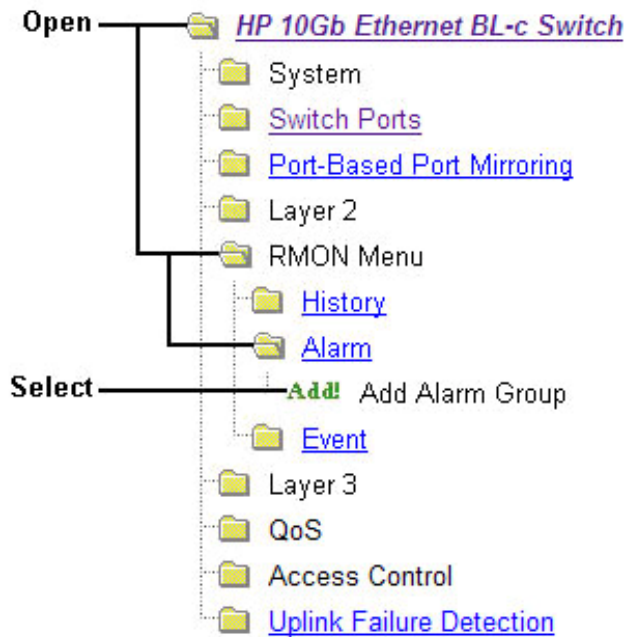 Open HP 10Gb Ethernet BL-c Switch
System
Switch Ports
Port-Based Port Mirroring
Layer 2
RMON Menu
History
Alarm
Select Add! Add Alarm Group
Event
Layer 3
QoS
Access Control
Uplink Failure Detection